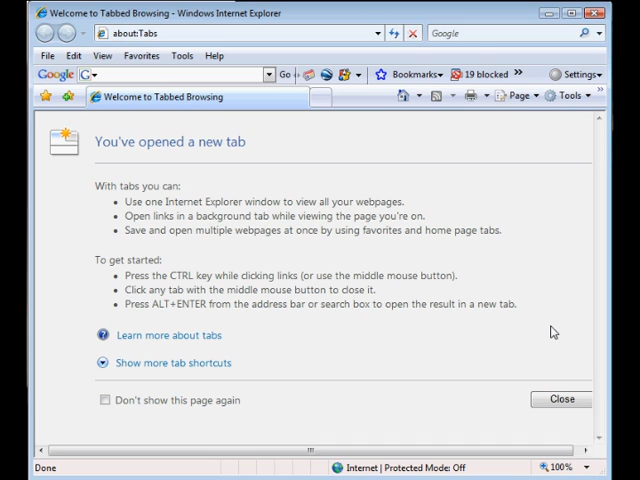 Welcome to Tabbed Browsing - Windows Internet Explorer
about:Tabs
Google
File Edit View Favorites Tools Help
Google G Go Bookmarks 19 blocked » Settings
Welcome to Tabbed Browsing Page Tools »
You've opened a new tab
With tabs you can:
• Use one Internet Explorer window to view all your webpages.
• Open links in a background tab while viewing the page you're on.
• Save and open multiple webpages at once by using favorites and home page tabs.
To get started:
• Press the CTRL key while clicking links (or use the middle mouse button).
• Click any tab with the middle mouse button to close it.
• Press ALT+ENTER from the address bar or search box to open the result in a new tab.
Learn more about tabs
Show more tab shortcuts
Don't show this page again
Close
Done Internet | Protected Mode: Off 100%